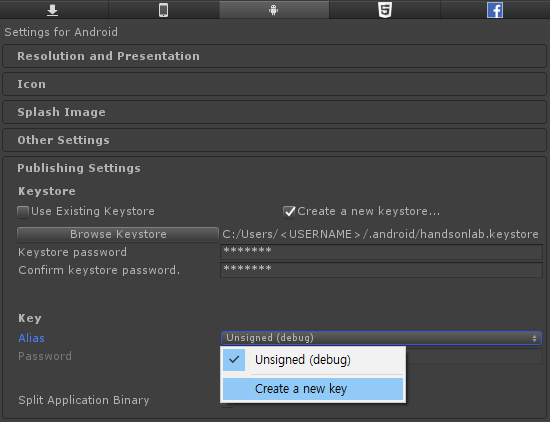 Settings for Android
Resolution and Presentation
Icon
Splash Image
Other Settings
Publishing Settings
Keystore
Use Existing Keystore
Create a new keystore...
Browse Keystore
C:/Users/<USERNAME>/.android/handsonlab.keystore
Keystore password
*******
Confirm keystore password.
*******
Key
Alias
Unsigned (debug)
Password
Unsigned (debug)
Create a new key
Split Application Binary